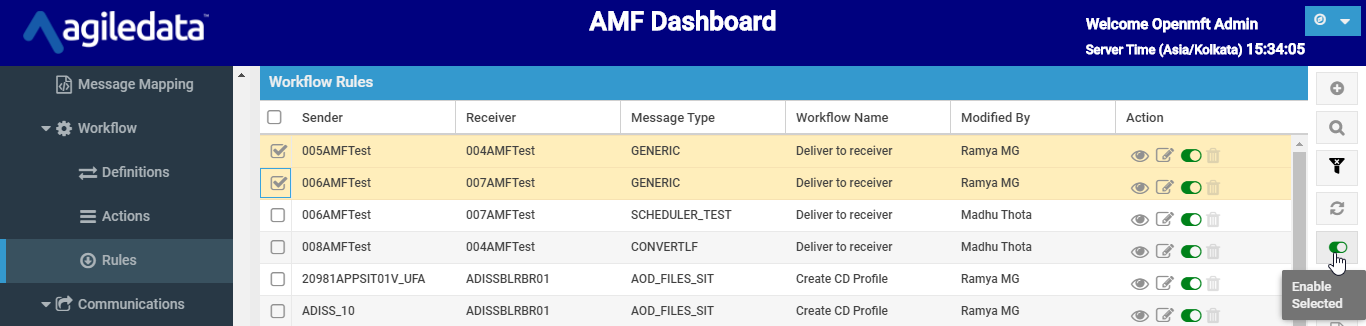 agiledata™
AMF Dashboard
Welcome Openmft Admin
Server Time (Asia/Kolkata) 15:34:05
Message Mapping
Workflow
Definitions
Actions
Rules
Communications
Workflow Rules
Sender Receiver Message Type Workflow Name Modified By Action
005AMFTest 004AMFTest GENERIC Deliver to receiver Ramya MG
006AMFTest 007AMFTest GENERIC Deliver to receiver Ramya MG
006AMFTest 007AMFTest SCHEDULER_TEST Deliver to receiver Madhu Thota
008AMFTest 004AMFTest CONVERTLF Deliver to receiver Madhu Thota
20981APPSIT01V_UFA ADISSBLRBR01 AOD_FILES_SIT Create CD Profile Ramya MG
ADISS_10 ADISSBLRBR01 AOD_FILES_SIT Create CD Profile Ramya MG
Enable
Selected